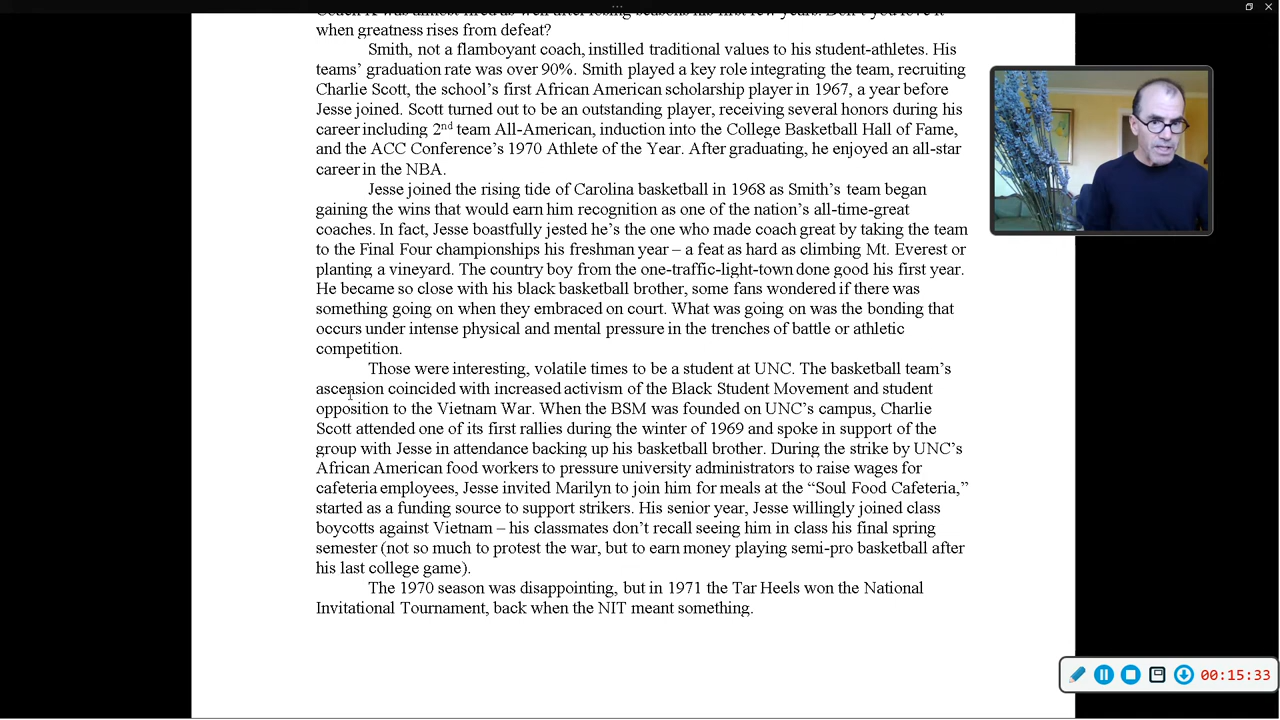 Coach K was almost fired as well after losing seasons his first few years. Don't you love it
when greatness rises from defeat?
Smith, not a flamboyant coach, instilled traditional values to his student-athletes. His
teams' graduation rate was over 90%. Smith played a key role integrating the team, recruiting
Charlie Scott, the school's first African American scholarship player in 1967, a year before
Jesse joined. Scott turned out to be an outstanding player, receiving several honors during his
career including 2nd team All-American, induction into the College Basketball Hall of Fame,
and the ACC Conference's 1970 Athlete of the Year. After graduating, he enjoyed an all-star
career in the NBA.
Jesse joined the rising tide of Carolina basketball in 1968 as Smith's team began
gaining the wins that would earn him recognition as one of the nation's all-time-great
coaches. In fact, Jesse boastfully jested he's the one who made coach great by taking the team
to the Final Four championships his freshman year – a feat as hard as climbing Mt. Everest or
planting a vineyard. The country boy from the one-traffic-light-town done good his first year.
He became so close with his black basketball brother, some fans wondered if there was
something going on when they embraced on court. What was going on was the bonding that
occurs under intense physical and mental pressure in the trenches of battle or athletic
competition.
Those were interesting, volatile times to be a student at UNC. The basketball team's
ascension coincided with increased activism of the Black Student Movement and student
opposition to the Vietnam War. When the BSM was founded on UNC's campus, Charlie
Scott attended one of its first rallies during the winter of 1969 and spoke in support of the
group with Jesse in attendance backing up his basketball brother. During the strike by UNC's
African American food workers to pressure university administrators to raise wages for
cafeteria employees, Jesse invited Marilyn to join him for meals at the “Soul Food Cafeteria,”
started as a funding source to support strikers. His senior year, Jesse willingly joined class
boycotts against Vietnam – his classmates don't recall seeing him in class his final spring
semester (not so much to protest the war, but to earn money playing semi-pro basketball after
his last college game).
The 1970 season was disappointing, but in 1971 the Tar Heels won the National
Invitational Tournament, back when the NIT meant something.
00:15:33